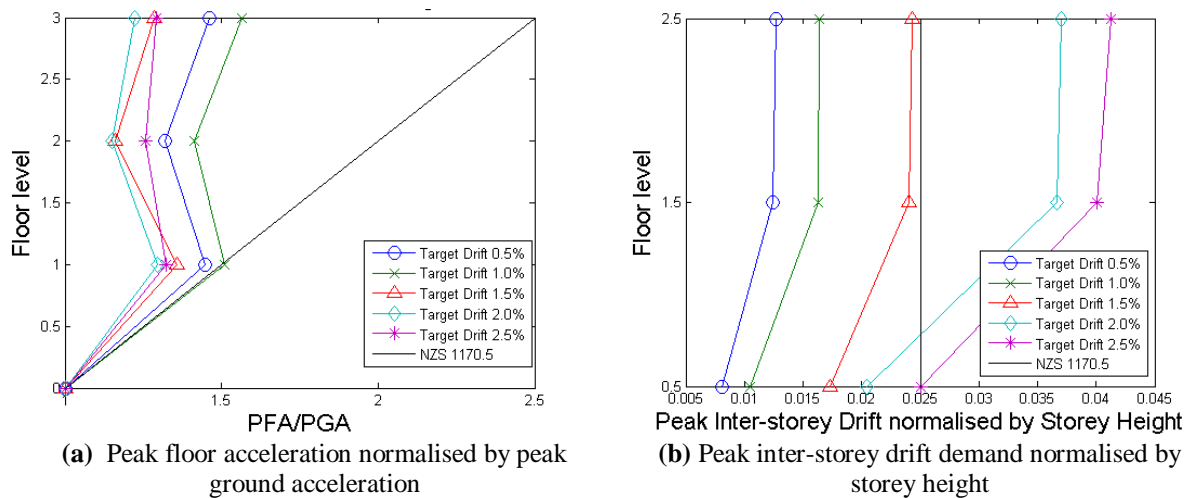 3
2.5
2
1.5
1
0.5
0
Floor level
1.5
2
2.5
PFA/PGA
Target Drift 0.5%
Target Drift 1.0%
Target Drift 1.5%
Target Drift 2.0%
Target Drift 2.5%
NZS 1170.5
(a) Peak floor acceleration normalised by peak
ground acceleration
2.5
1.5
0.5
Floor level
0.005
0.01
0.015
0.02
0.025
0.03
0.035
0.04
0.045
Peak Inter-storey Drift normalised by Storey Height
Target Drift 0.5%
Target Drift 1.0%
Target Drift 1.5%
Target Drift 2.0%
Target Drift 2.5%
NZS 1170.5
(b) Peak inter-storey drift demand normalised by
storey height